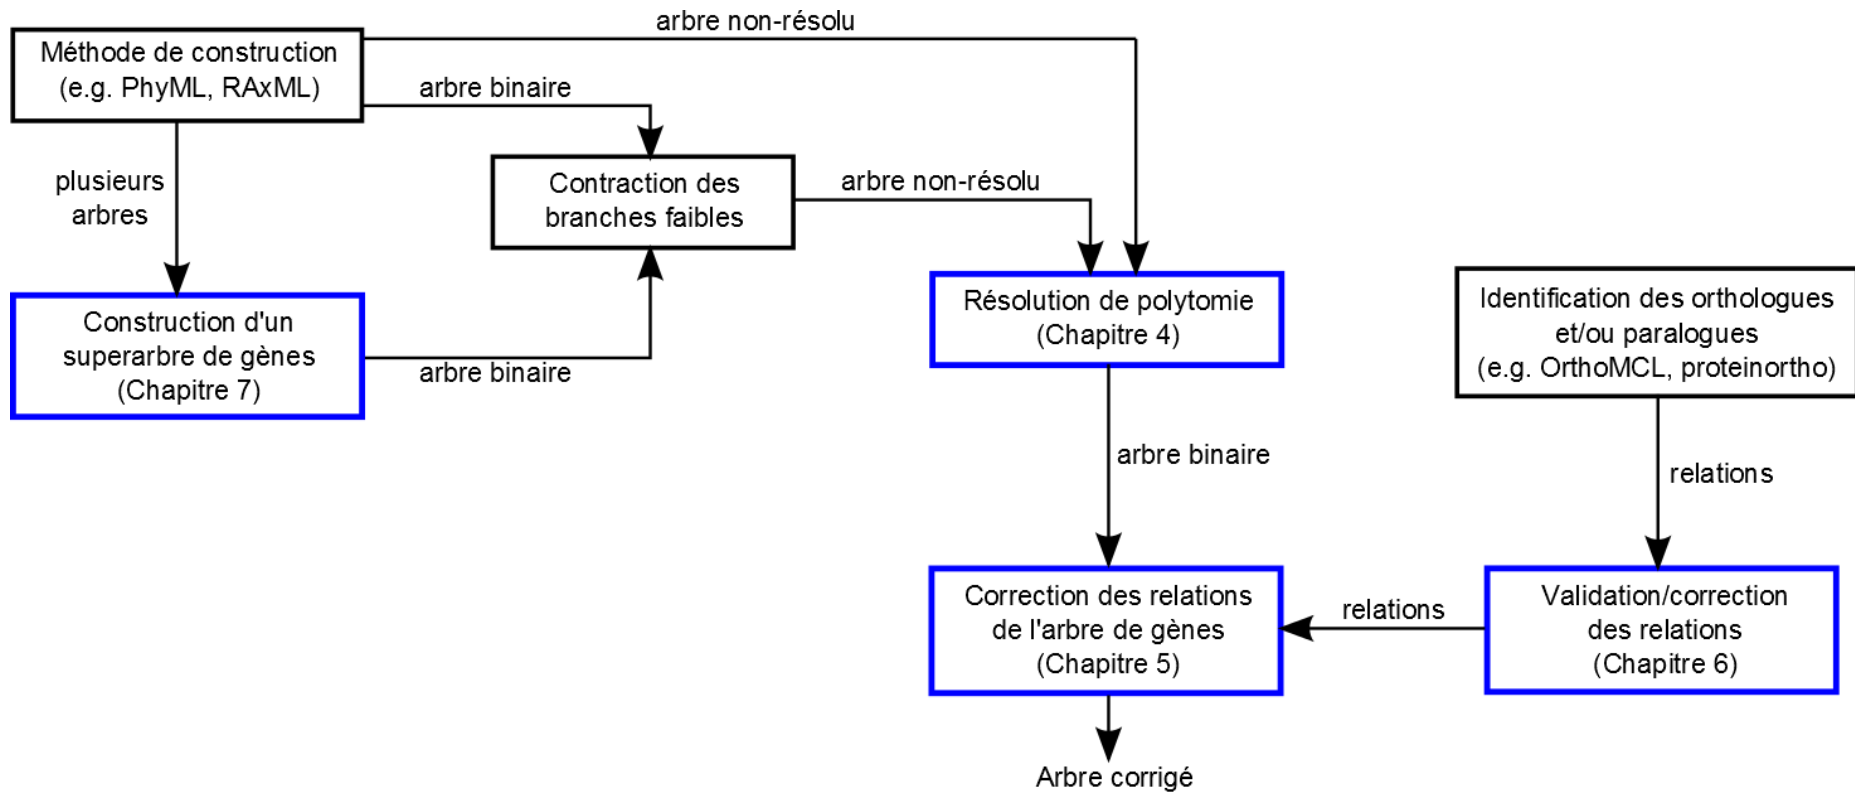 arbre non-résolu
Méthode de construction
(e.g. PhyML, RAxML)
arbre binaire
plusieurs
arbres
Contraction des
branches faibles
arbre non-résolu
Construction d'un
superarbre de gènes
(Chapitre 7)
arbre binaire
Résolution de polytomie
(Chapitre 4)
Identification des orthologues
et/ou paralogues
(e.g. OrthoMCL, proteinortho)
arbre binaire
relations
Correction des relations
de l'arbre de gènes
(Chapitre 5)
relations
Validation/correction
des relations
(Chapitre 6)
Arbre corrigé